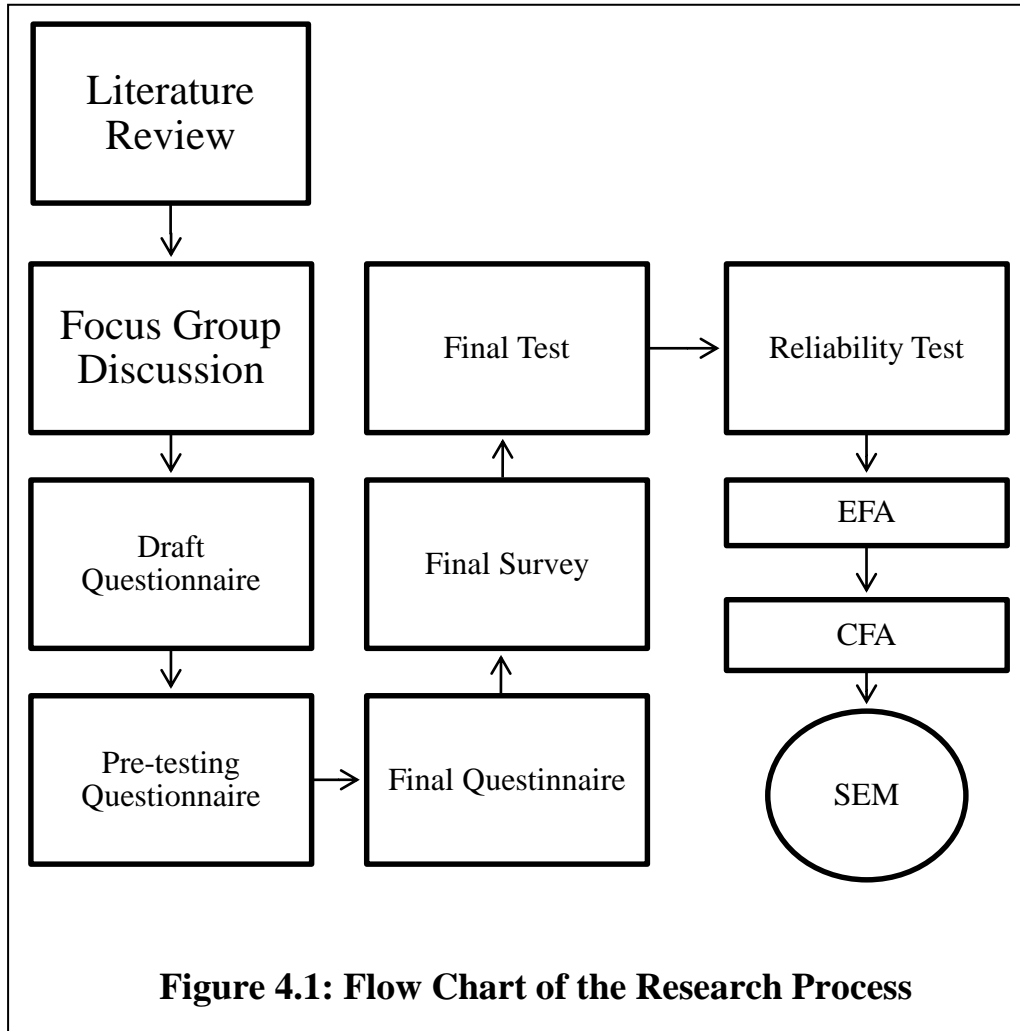 Literature
Review
Focus Group
Discussion
Draft
Questionnaire
Pre-testing
Questionnaire
Final Questinnaire
Final Survey
Final Test
Reliability Test
EFA
CFA
SEM
Figure 4.1: Flow Chart of the Research Process